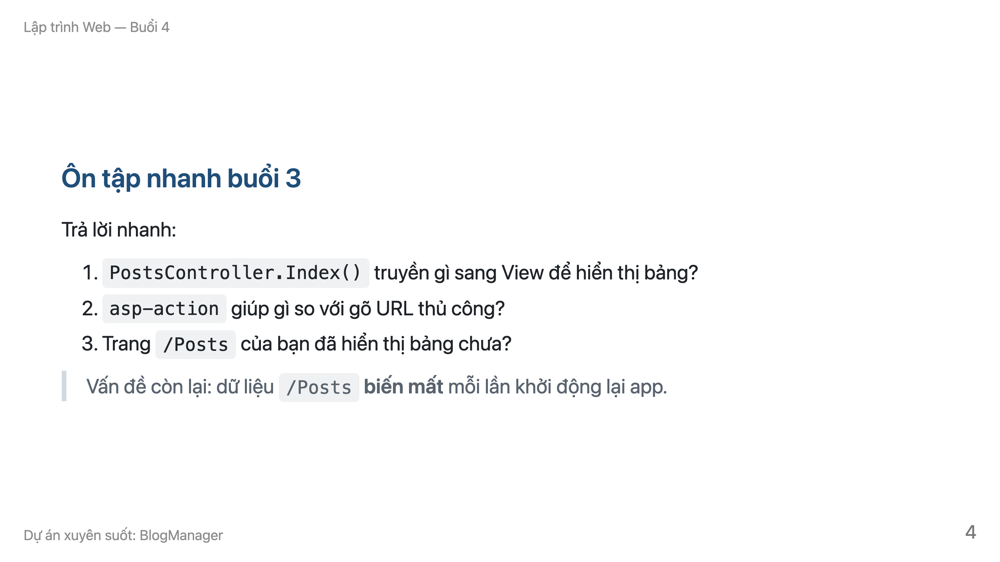 Lập trình Web — Buổi 4
Ôn tập nhanh buổi 3
Trả lời nhanh:
1. PostsController.Index() truyền gì sang View để hiển thị bảng?
2. asp-action giúp gì so với gõ URL thủ công?
3. Trang /Posts của bạn đã hiển thị bảng chưa?
Vấn đề còn lại: dữ liệu /Posts biến mất mỗi lần khởi động lại app.
Dự án xuyên suốt: BlogManager
4